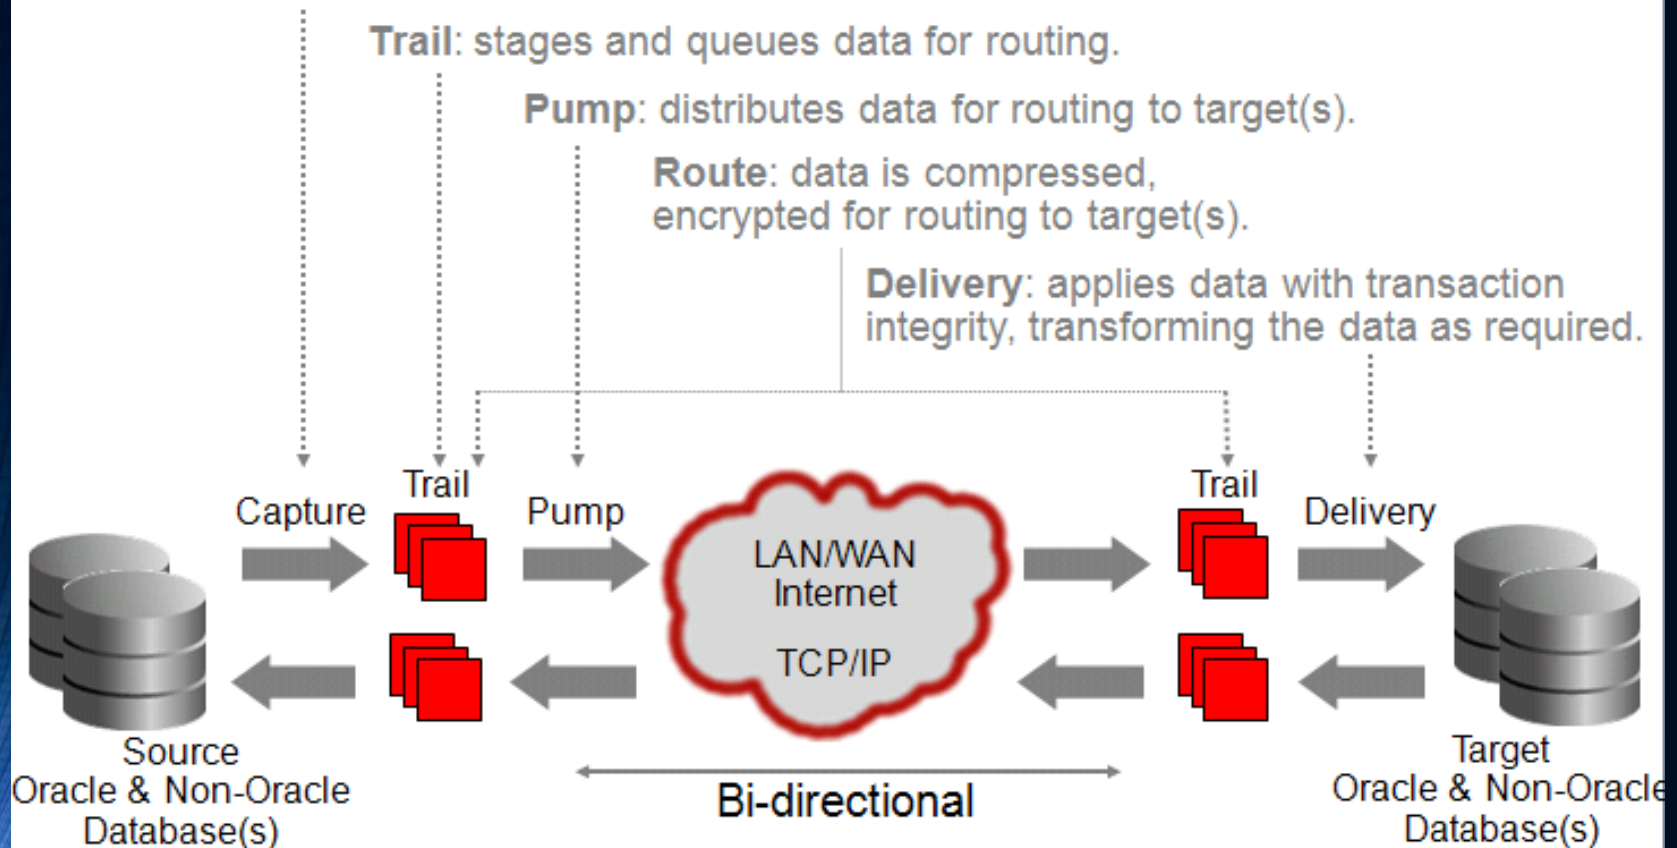 Trail: stages and queues data for routing.
Pump: distributes data for routing to target(s).
Route: data is compressed,
encrypted for routing to target(s).
Delivery: applies data with transaction
integrity, transforming the data as required.
Trail
Capture
Pump
LAN/WAN
Internet
TCP/IP
Trail
Delivery
Source
Oracle & Non-Oracle
Database(s)
Bi-directional
Target
Oracle & Non-Oracle
Database(s)